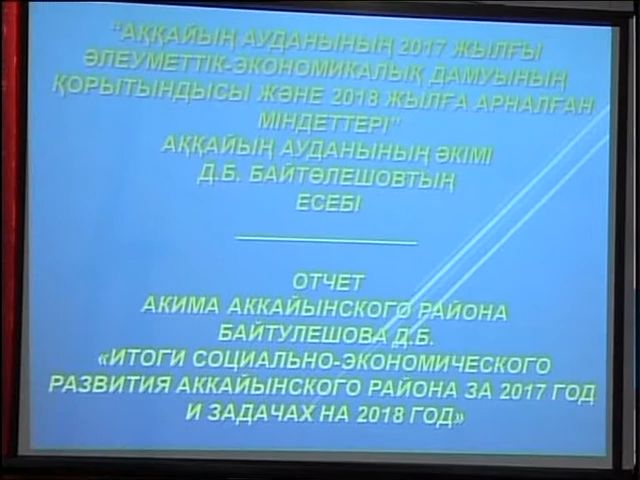 "АҚҚАЙЫҢ АУДАНЫНЫҢ 2017 ЖЫЛҒЫ
ӘЛЕУМЕТТІК-ЭКОНОМИКАЛЫҚ ДАМУЫНЫҢ
ҚОРЫТЫНДЫСЫ ЖӘНЕ 2018 ЖЫЛҒА АРНАЛҒАН
МІНДЕТТЕРІ"
АҚҚАЙЫҢ АУДАНЫНЫҢ ӘКІМІ
Д.Б. БАЙТӨЛЕШОВТЫҢ
ЕСЕБІ
ОТЧЕТ
АКИМА АККАЙЫНСКОГО РАЙОНА
БАЙТУЛЕШОВА Д.Б.
«ИТОГИ СОЦИАЛЬНО-ЭКОНОМИЧЕСКОГО
РАЗВИТИЯ АККАЙЫНСКОГО РАЙОНА ЗА 2017 ГОД
И ЗАДАЧАХ НА 2018 ГОД»